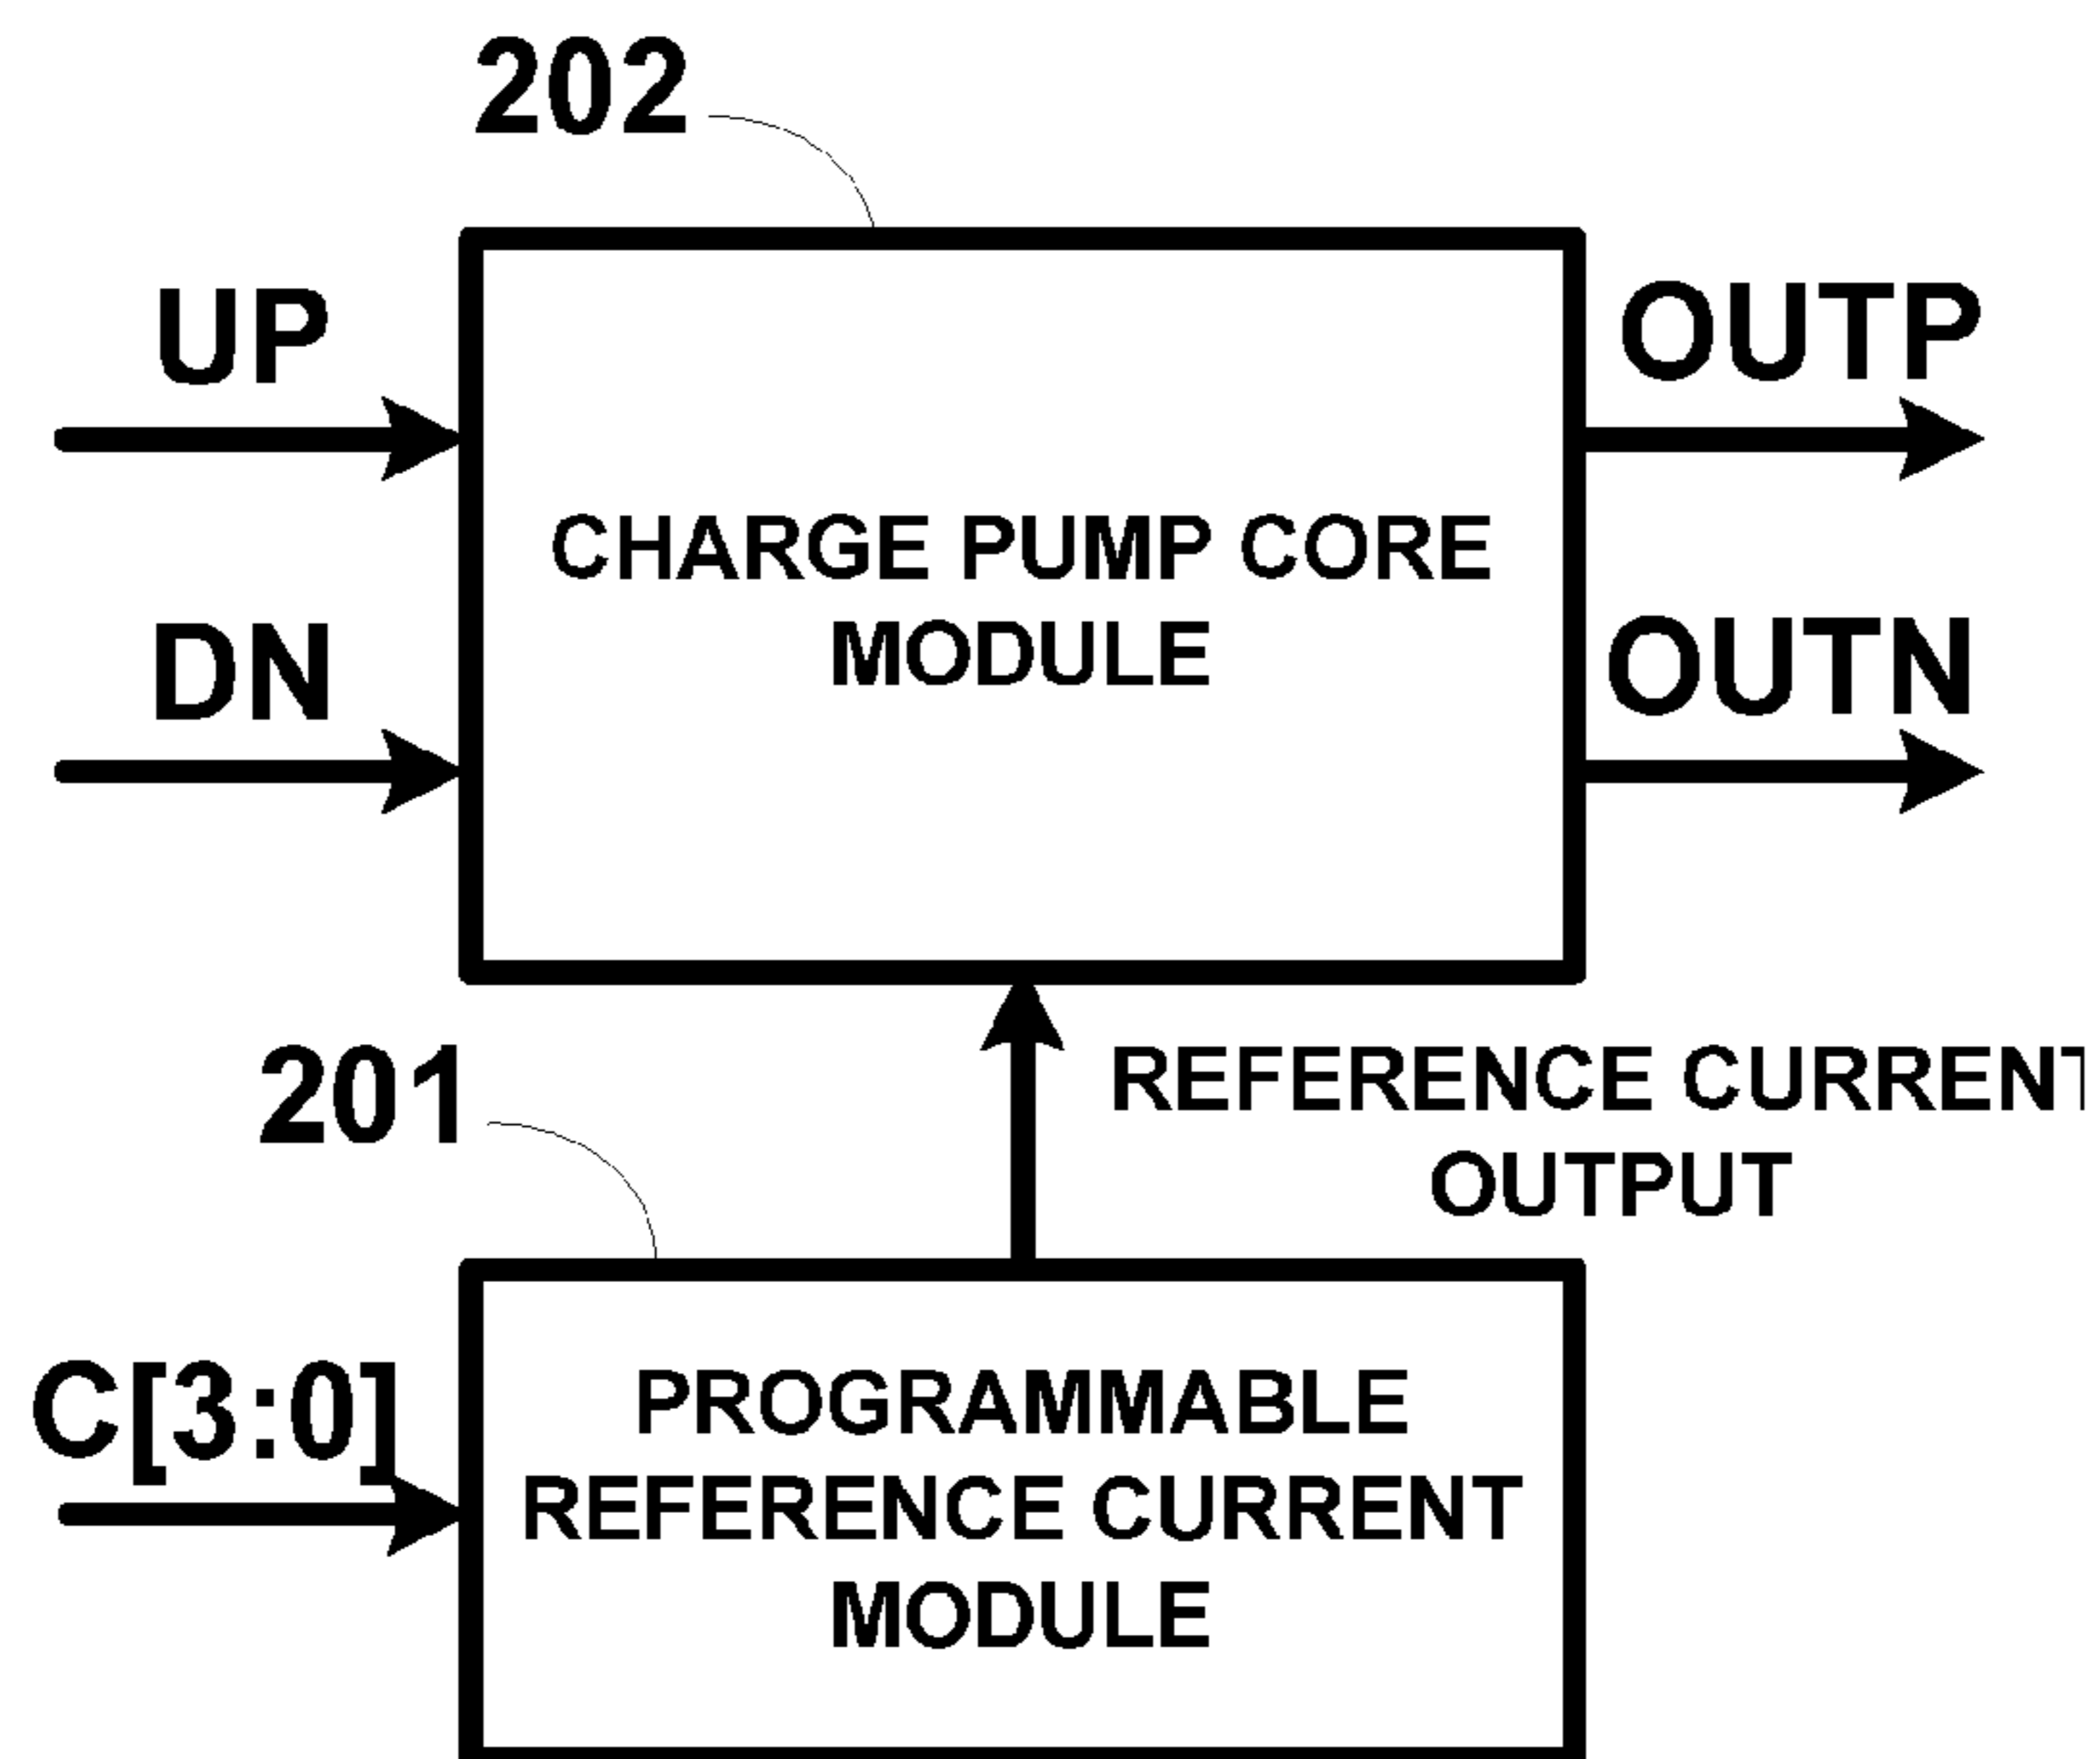 202
UP
OUTP
CHARGE PUMP CORE
MODULE
DN
OUTN
201
REFERENCE CURRENT
OUTPUT
C[3:0]
PROGRAMMABLE
REFERENCE CURRENT
MODULE